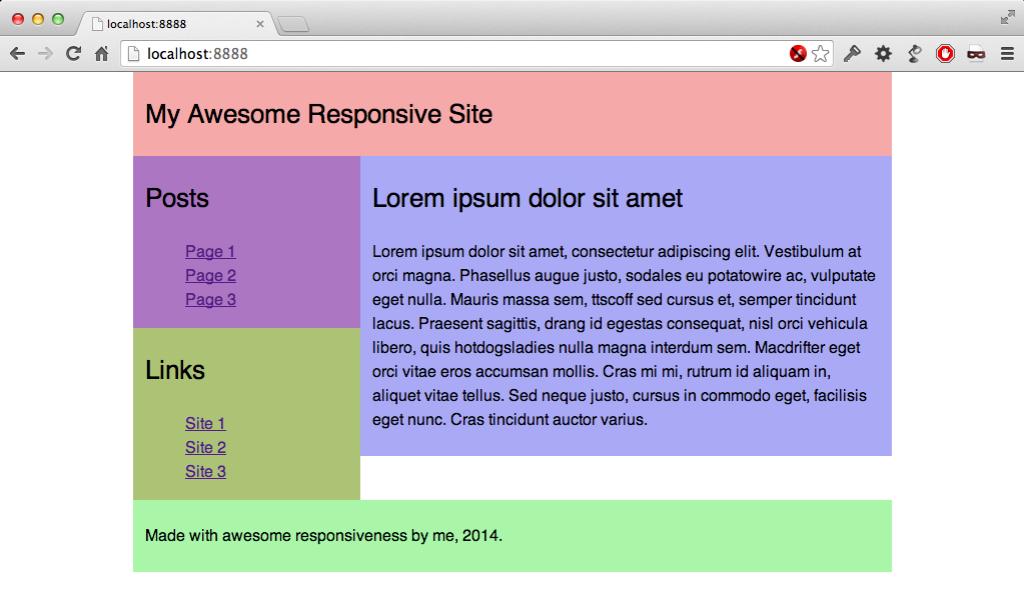 localhost:8888
localhost:8888
My Awesome Responsive Site
Posts
Page 1
Page 2
Page 3
Links
Site 1
Site 2
Site 3
Lorem ipsum dolor sit amet
Lorem ipsum dolor sit amet, consectetur adipiscing elit. Vestibulum at
orci magna. Phasellus augue justo, sodales eu potatowire ac, vulputate
eget nulla. Mauris massa sem, ttscoff sed cursus et, semper tincidunt
lacus. Praesent sagittis, drang id egestas consequat, nisl orci vehicula
libero, quis hotdogsladies nulla magna interdum sem. Macdrifter eget
orci vitae eros accumsan mollis. Cras mi mi, rutrum id aliquam in,
aliquet vitae tellus. Sed neque justo, cursus in commodo eget, facilisis
eget nunc. Cras tincidunt auctor varius.
Made with awesome responsiveness by me, 2014.